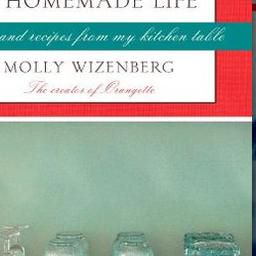 HOMEMADE LIFE
and recipes from my kitchen table
MOLLY WIZENBERG
The creator of Orangette